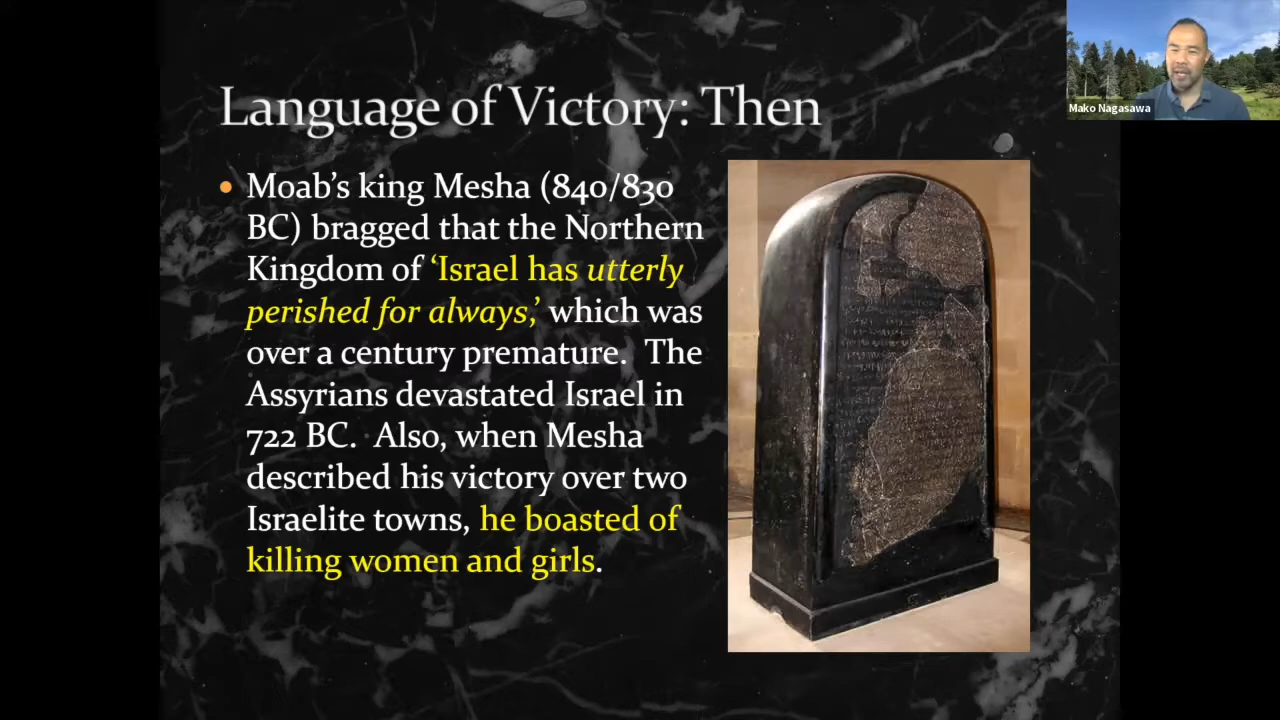 Language of Victory: Then
Mako Nagasawa
• Moab's king Mesha (840/830
BC) bragged that the Northern
Kingdom of 'Israel has utterly
perished for always,' which was
over a century premature.  The
Assyrians devastated Israel in
722 BC.  Also, when Mesha
described his victory over two
Israelite towns, he boasted of
killing women and girls.